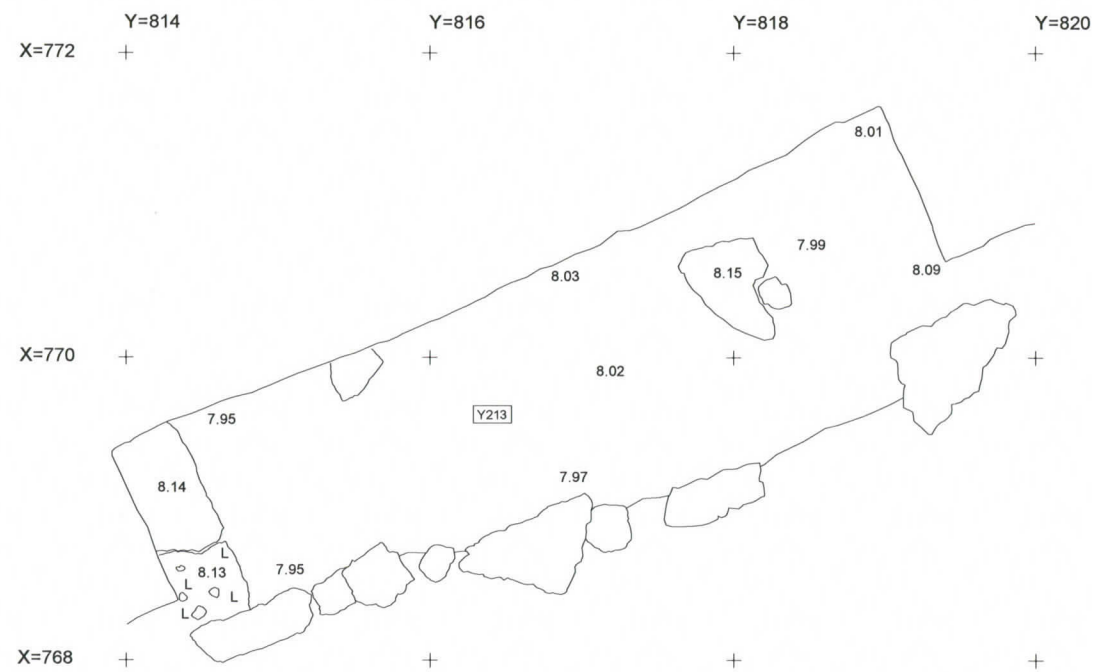 Y=814 Y=816 Y=818 Y=820
X=772
8.01
7.99
8.15
8.09
8.03
X=770
8.02
Y213
7.95
7.97
8.14
L
8.13 7.95
L
L
L
X=768